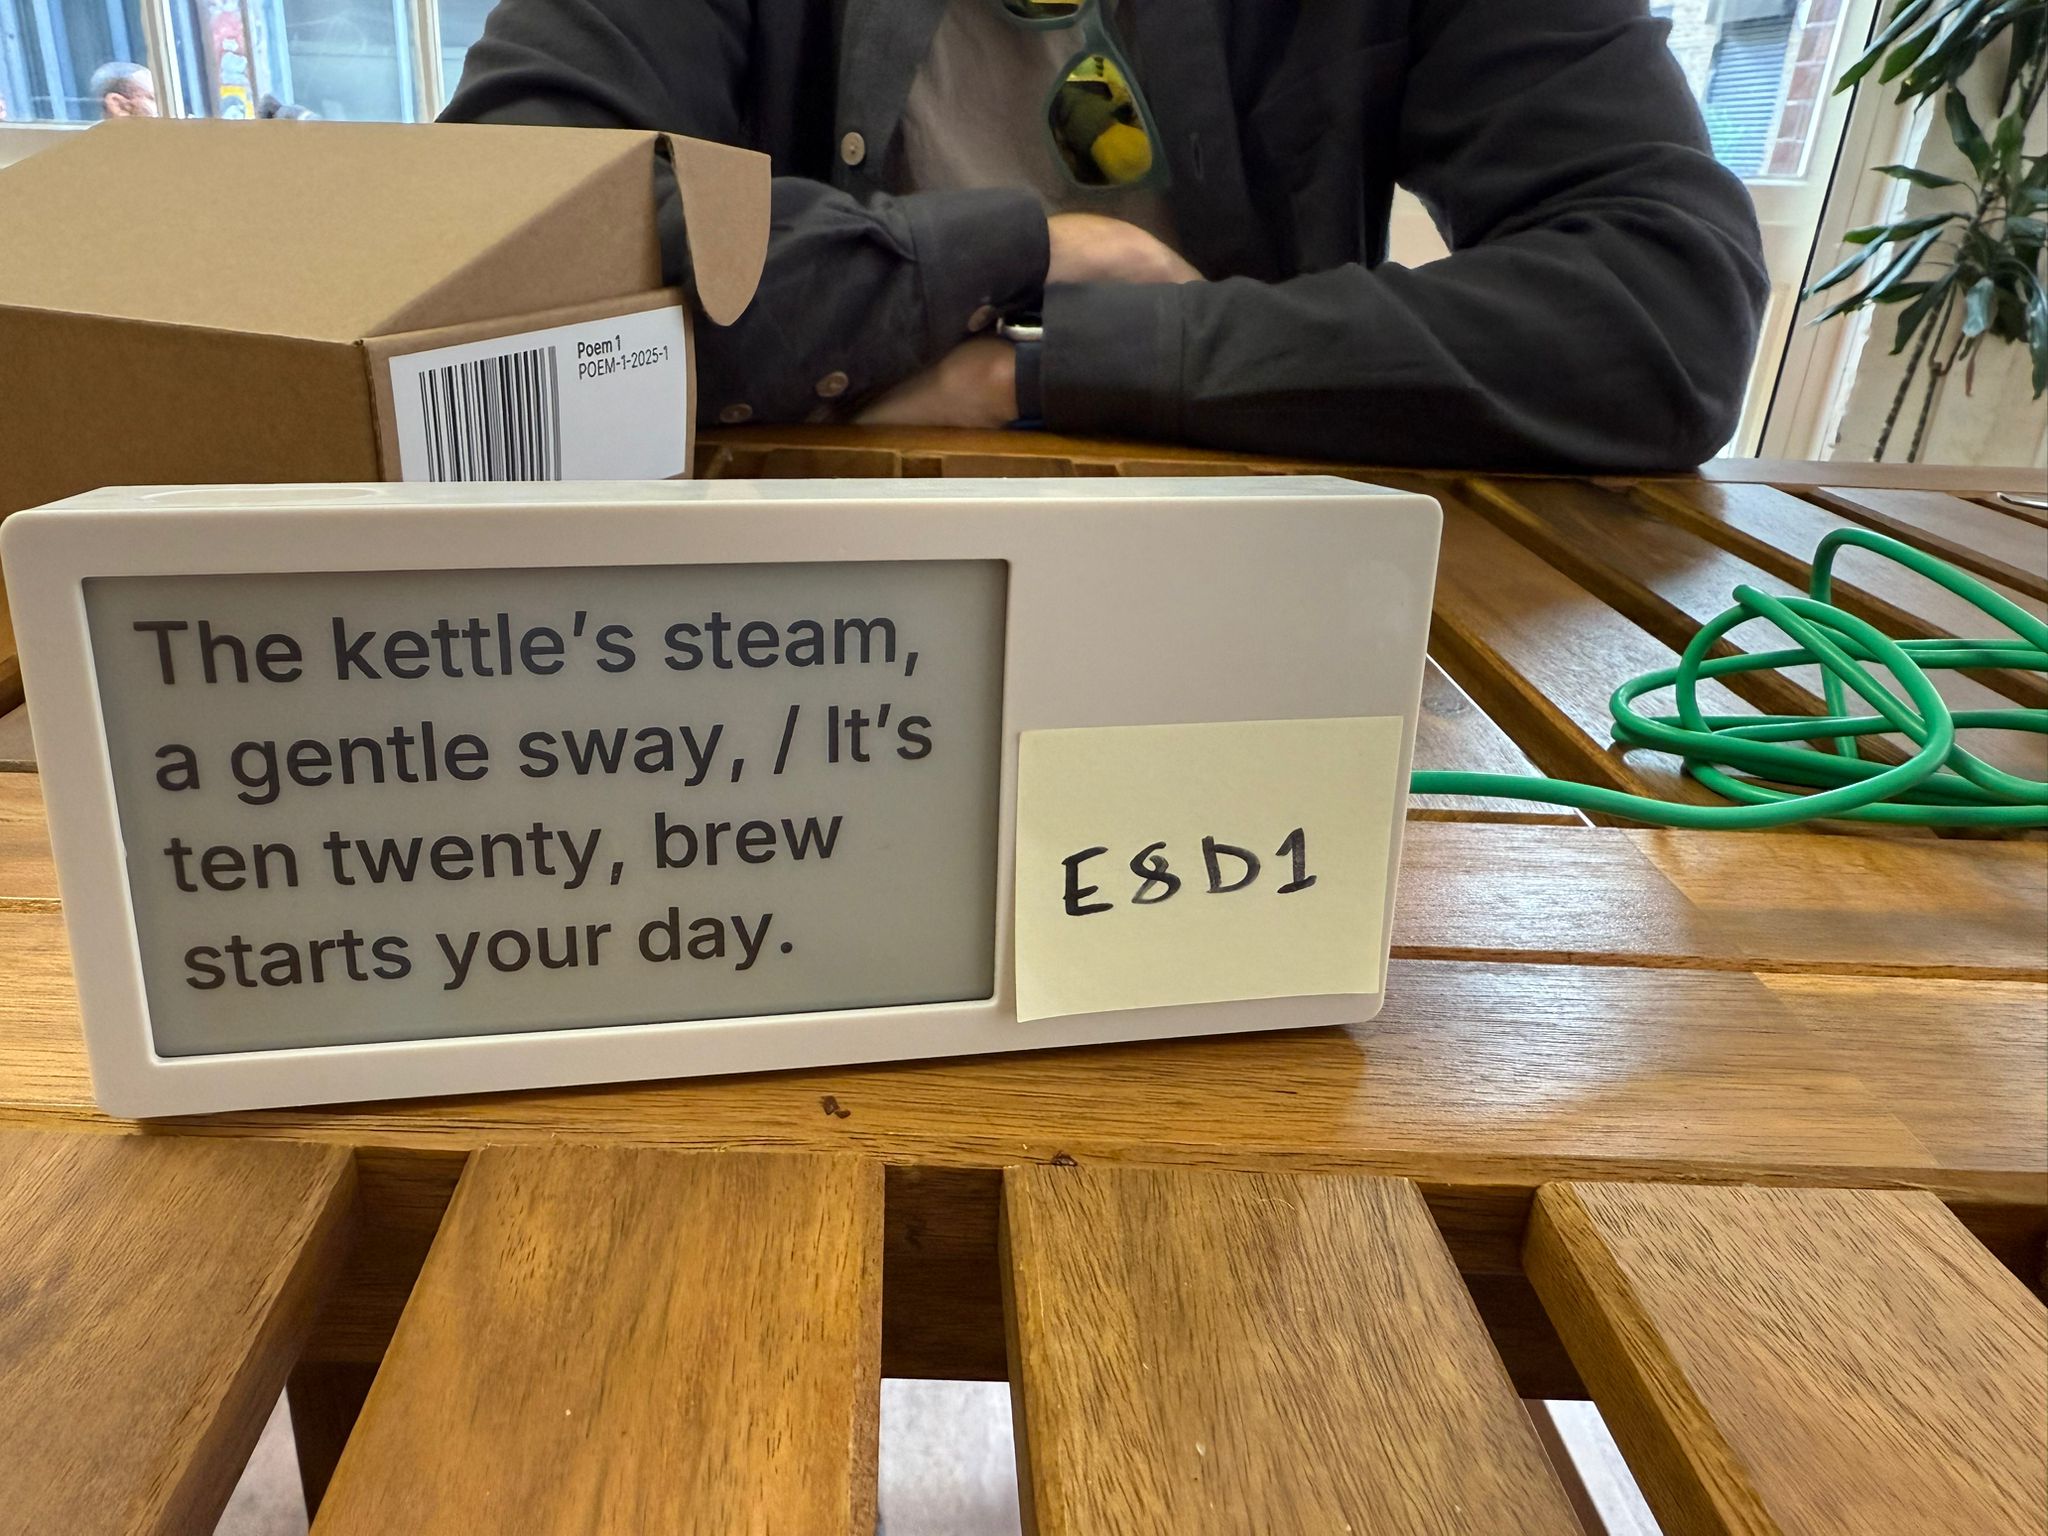 Poem 1
POEM-1-2025-1
The kettle’s steam,
a gentle sway, / It’s
ten twenty, brew
starts your day.
E8D1